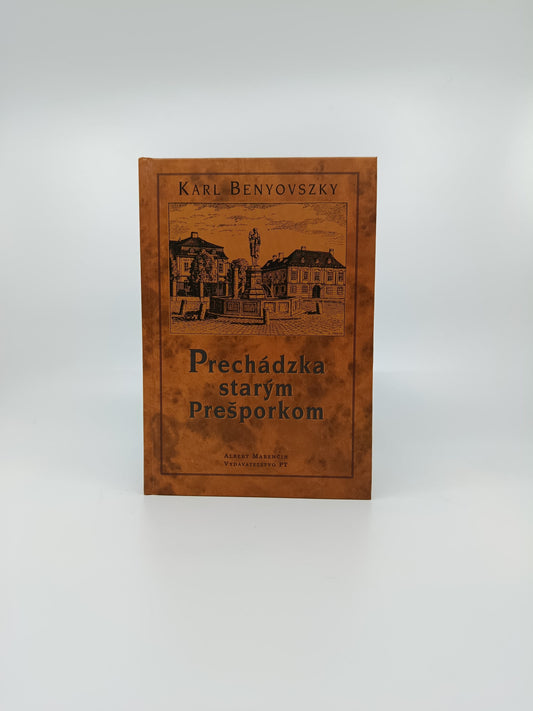 Karl Benyovszky
Prechádzka
starým
Prešporkom
Albert Marenčin
Vydavateľstvo PT